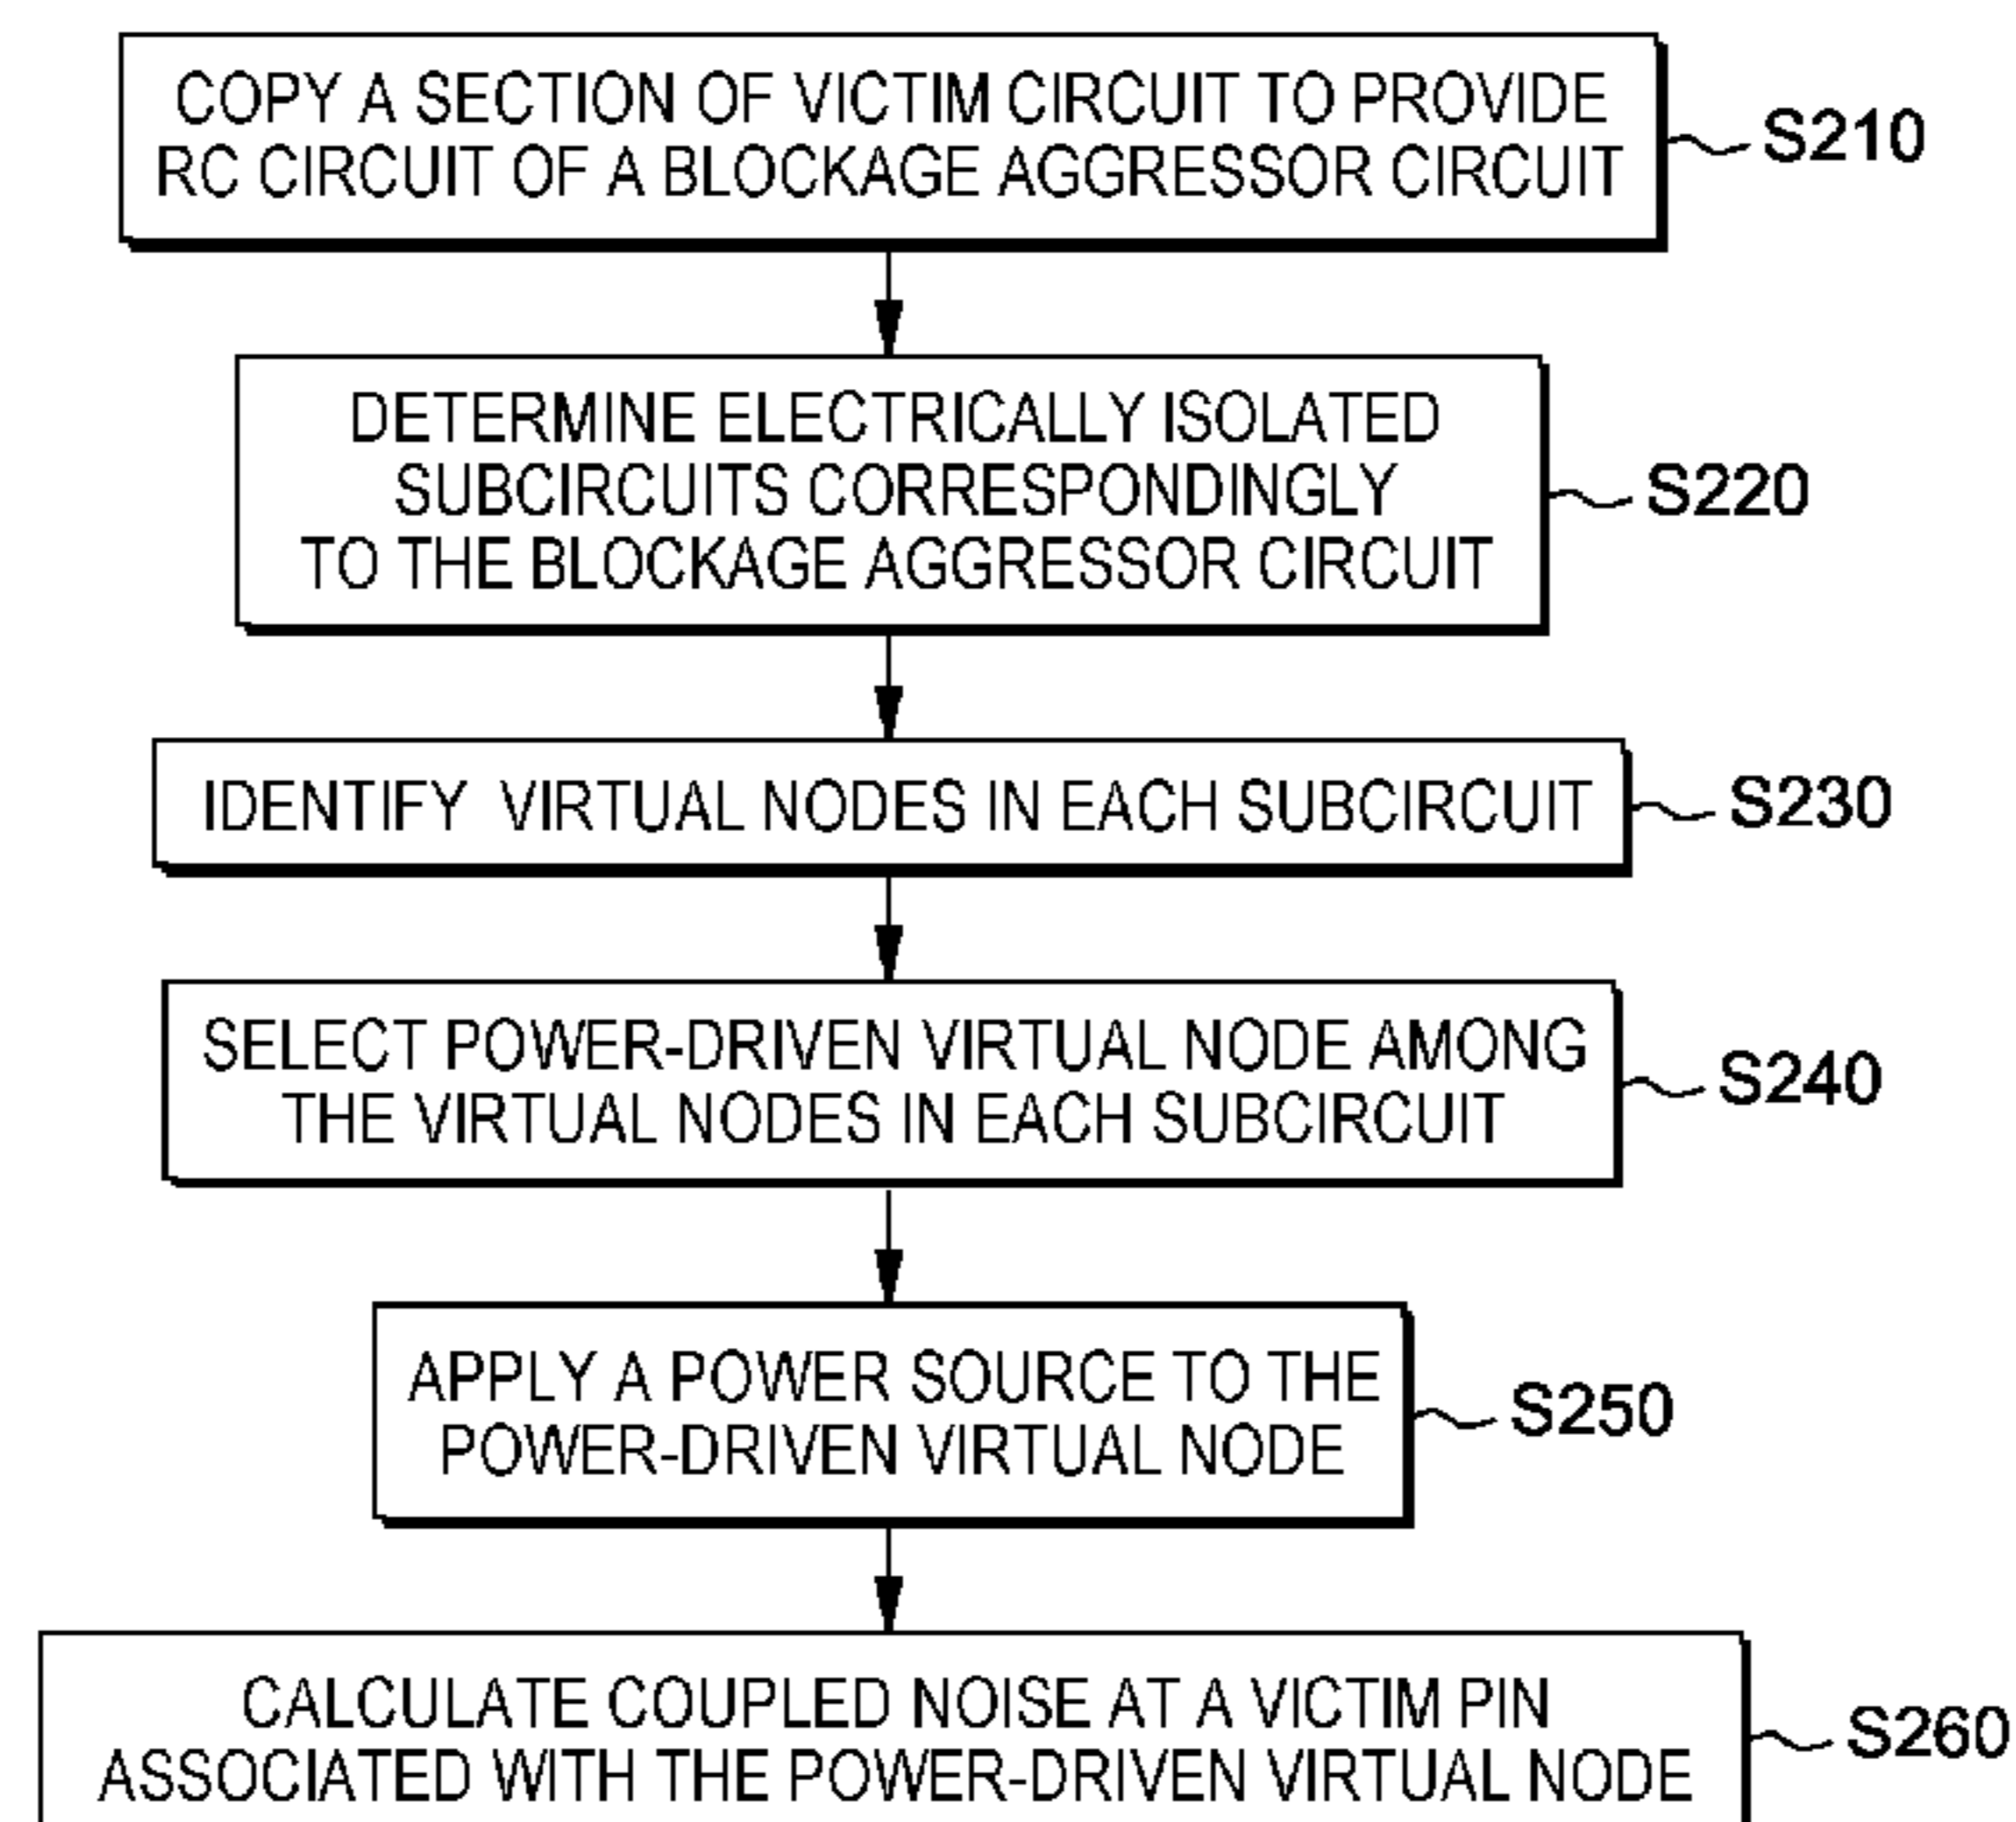 COPY A SECTION OF VICTIM CIRCUIT TO PROVIDE
RC CIRCUIT OF A BLOCKAGE AGGRESSOR CIRCUIT
S210
DETERMINE ELECTRICALLY ISOLATED
SUBCIRCUITS CORRESPONDINGLY
TO THE BLOCKAGE AGGRESSOR CIRCUIT
S220
IDENTIFY VIRTUAL NODES IN EACH SUBCIRCUIT
S230
SELECT POWER-DRIVEN VIRTUAL NODE AMONG
THE VIRTUAL NODES IN EACH SUBCIRCUIT
S240
APPLY A POWER SOURCE TO THE
POWER-DRIVEN VIRTUAL NODE
S250
CALCULATE COUPLED NOISE AT A VICTIM PIN
ASSOCIATED WITH THE POWER-DRIVEN VIRTUAL NODE
S260